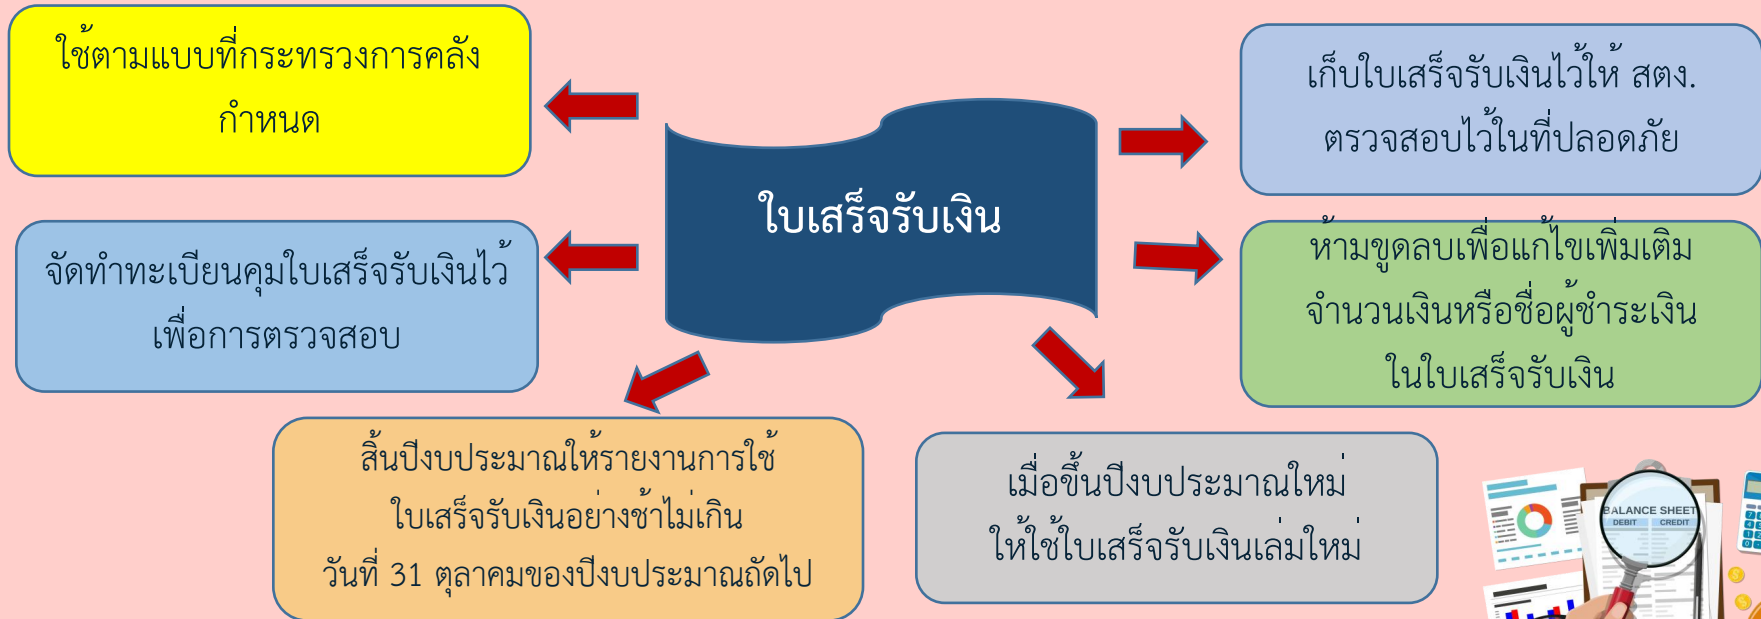 ใช้ตามแบบที่กระทรวงการคลัง
กำหนด
เก็บใบเสร็จรับเงินไว้ให้ สตง.
ตรวจสอบไว้ในที่ปลอดภัย
ใบเสร็จรับเงิน
จัดทำทะเบียนคุมใบเสร็จรับเงินไว้
เพื่อการตรวจสอบ
ห้ามขูดลบเพื่อแก้ไขเพิ่มเติม
จำนวนเงินหรือชื่อผู้ชำระเงิน
ในใบเสร็จรับเงิน
สิ้นปีงบประมาณให้รายงานการใช้
ใบเสร็จรับเงินอย่างช้าไม่เกิน
วันที่ 31 ตุลาคมของปีงบประมาณถัดไป
เมื่อขึ้นปีงบประมาณใหม่
ให้ใช้ใบเสร็จรับเงินเล่มใหม่
BALANCE SHEET
DEBIT CREDIT